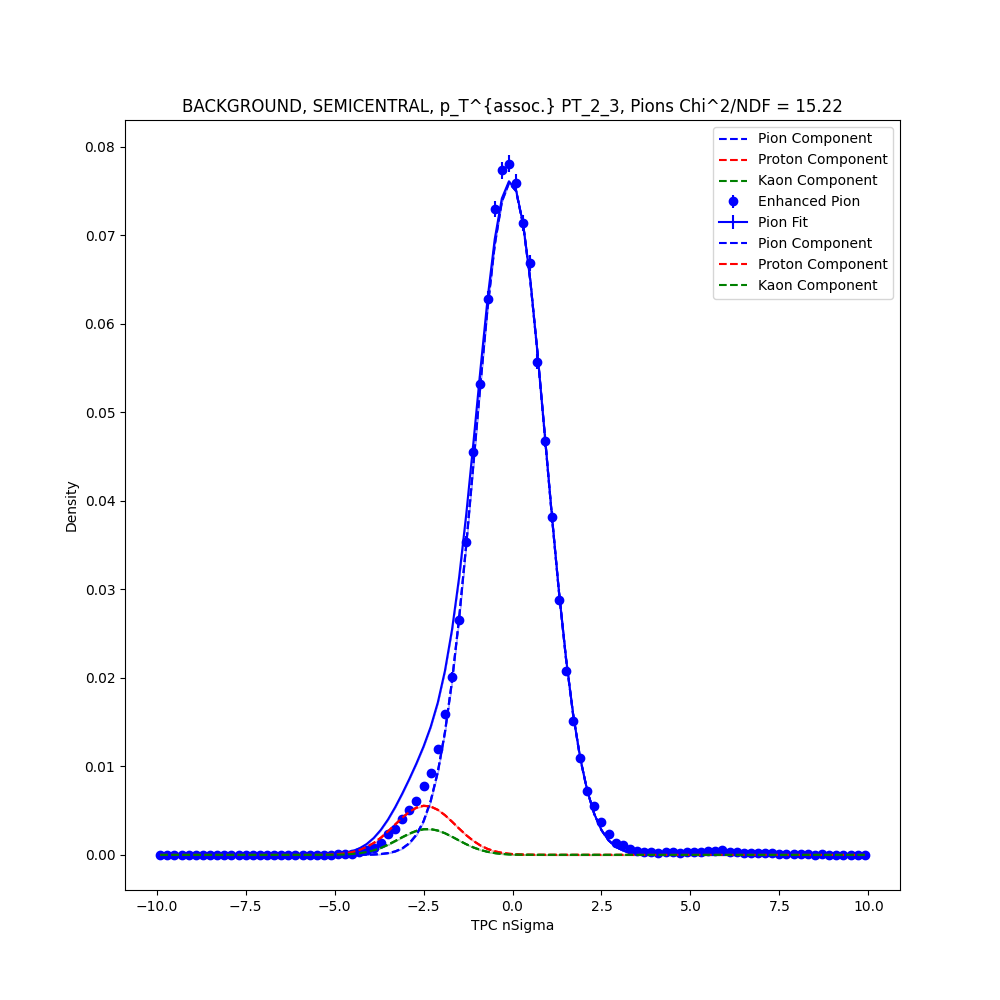 BACKGROUND, SEMICENTRAL, p_T^{assoc.} PT_2_3, Pions Chi^2/NDF = 15.22
Pion Component
Proton Component
Kaon Component
Enhanced Pion
Pion Fit
Pion Component
Proton Component
Kaon Component
0.08
0.07
0.06
0.05
0.04
0.03
0.02
0.01
0.00
Density
−10.0 −7.5 −5.0 −2.5 0.0 2.5 5.0 7.5 10.0
TPC nSigma